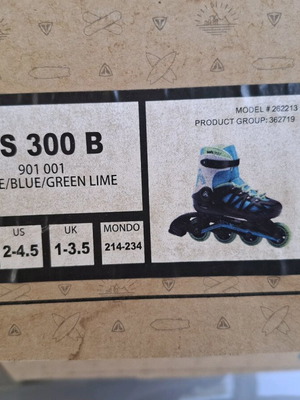 MODEL # 262213
PRODUCT GROUP: 362719
S 300 B
901 001
E/BLUE/GREEN LIME
US UK MONDO
2-4.5 1-3.5 214-234